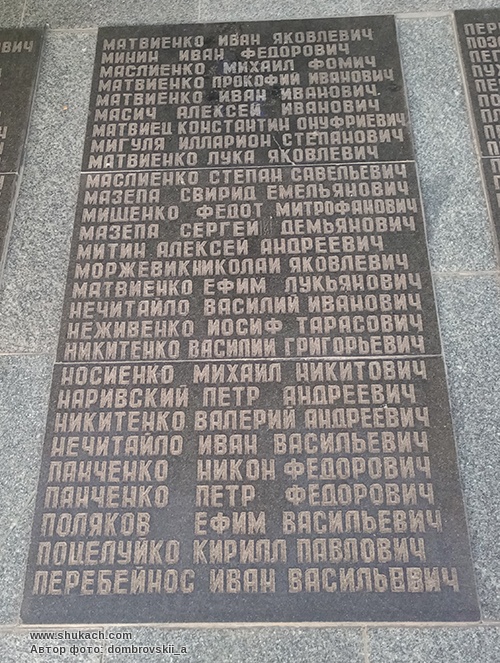 МАТВИЕНКО ИВАН ЯКОВЛЕВИЧ
МИНИН ИВАН ФЕДОРОВИЧ
МАСЛИЕНКО МИХАИЛ ФОМИЧ
МАТВИЕНКО ПРОКОФИЙ ИВАНОВИЧ
МАТВИЕНКО ИВАН ИВАНОВИЧ
МАСИЧ АЛЕКСЕЙ ИВАНОВИЧ
МАТВИЕЦ КОНСТАНТИН ОНУФРИЕВИЧ
МИГУЛЯ ИЛЛАРИОН СТЕПАНОВИЧ
МАТВИЕНКО ЛУКА ЯКОВЛЕВИЧ
МАСЛИЕНКО СТЕПАН САВЕЛЬЕВИЧ
МАЗЕПА СВИРИД ЕМЕЛЬЯНОВИЧ
МИЩЕНКО ФЕДОТ МИТРОФАНОВИЧ
МАЗЕПА СЕРГЕЙ ДЕМЬЯНОВИЧ
МИТИН АЛЕКСЕЙ АНДРЕЕВИЧ
МОРЖЕВИКНИКОЛАЙ ЯКОВЛЕВИЧ
МАТВИЕНКО ЕФИМ ЛУКЬЯНОВИЧ
НЕЧИТАЙЛО ВАСИЛИЙ ИВАНОВИЧ
НЕЖИВЕНКО ИОСИФ ТАРАСОВИЧ
НИКИТЕНКО ВАСИЛИЙ ГРИГОРЬЕВИЧ
НОСИЕНКО МИХАИЛ НИКИТОВИЧ
НАРИВСКИЙ ПЕТР АНДРЕЕВИЧ
НИКИТЕНКО ВАЛЕРИЙ АНДРЕЕВИЧ
НЕЧИТАЙЛО ИВАН ВАСИЛЬЕВИЧ
ПАНЧЕНКО НИКОН ФЕДОРОВИЧ
ПАНЧЕНКО ПЕТР ФЕДОРОВИЧ
ПОЛЯКОВ ЕФИМ ВАСИЛЬЕВИЧ
ПОЦЕЛУЙКО КИРИЛЛ ПАВЛОВИЧ
ПЕРЕБЕЙНОС ИВАН ВАСИЛЬЕВИЧ
www.shukach.com
Автор фото: dombrovskii_a